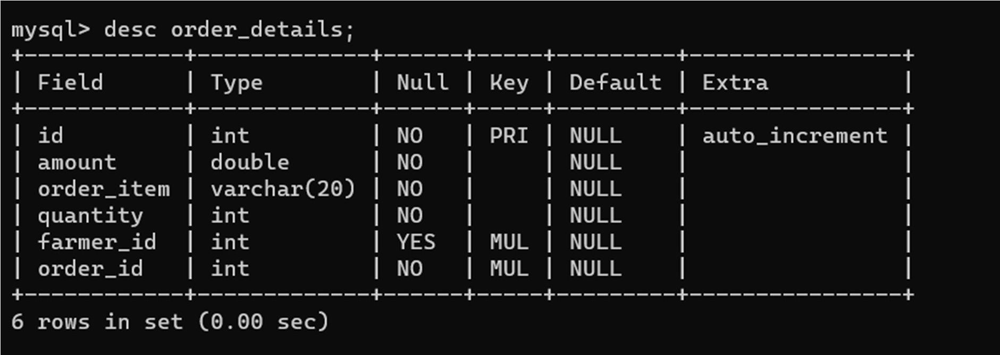 mysql> desc order_details;
+------------+-------------+------+-----+---------+----------------+
| Field      | Type        | Null | Key | Default | Extra          |
+------------+-------------+------+-----+---------+----------------+
| id         | int         | NO   | PRI | NULL    | auto_increment |
| amount     | double      | NO   |     | NULL    |                |
| order_item | varchar(20) | NO   |     | NULL    |                |
| quantity   | int         | NO   |     | NULL    |                |
| farmer_id  | int         | YES  | MUL | NULL    |                |
| order_id   | int         | NO   | MUL | NULL    |                |
+------------+-------------+------+-----+---------+----------------+
6 rows in set (0.00 sec)